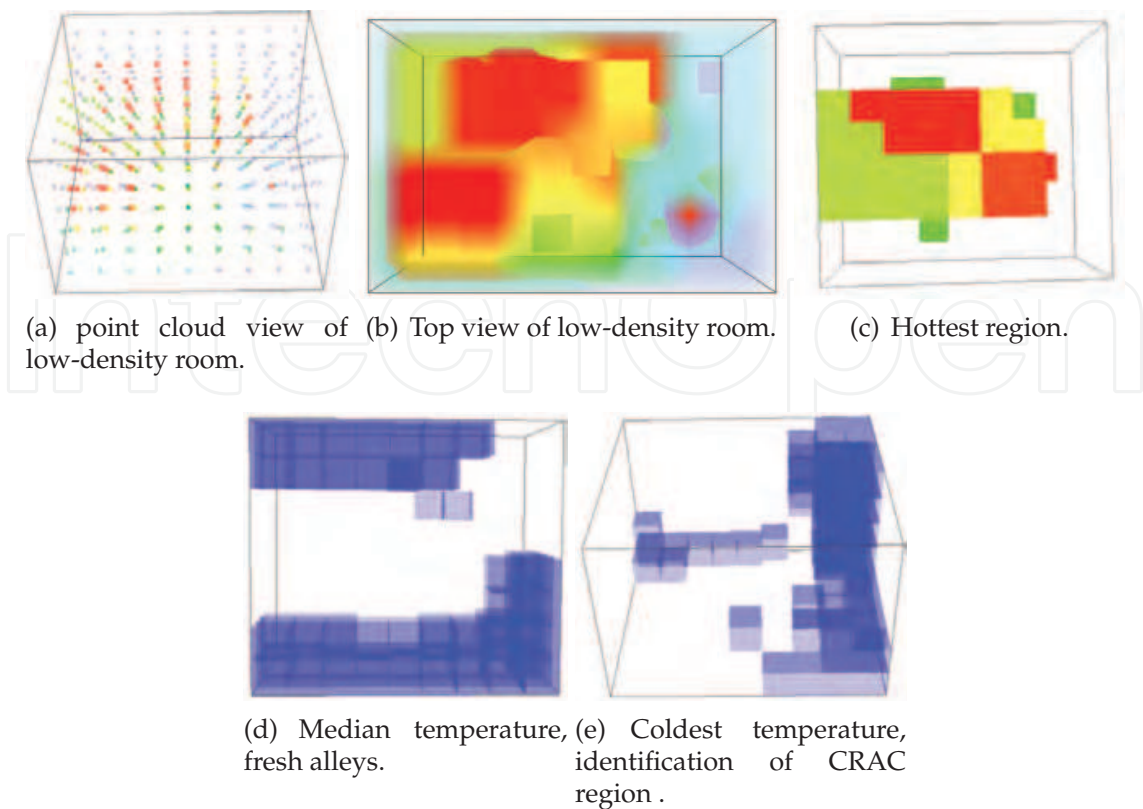 (a) point cloud view of low-density room.
(b) Top view of low-density room.
(c) Hottest region.
IntechOpen
(d) Median temperature, fresh alleys.
(e) Coldest temperature, identification of CRAC region .